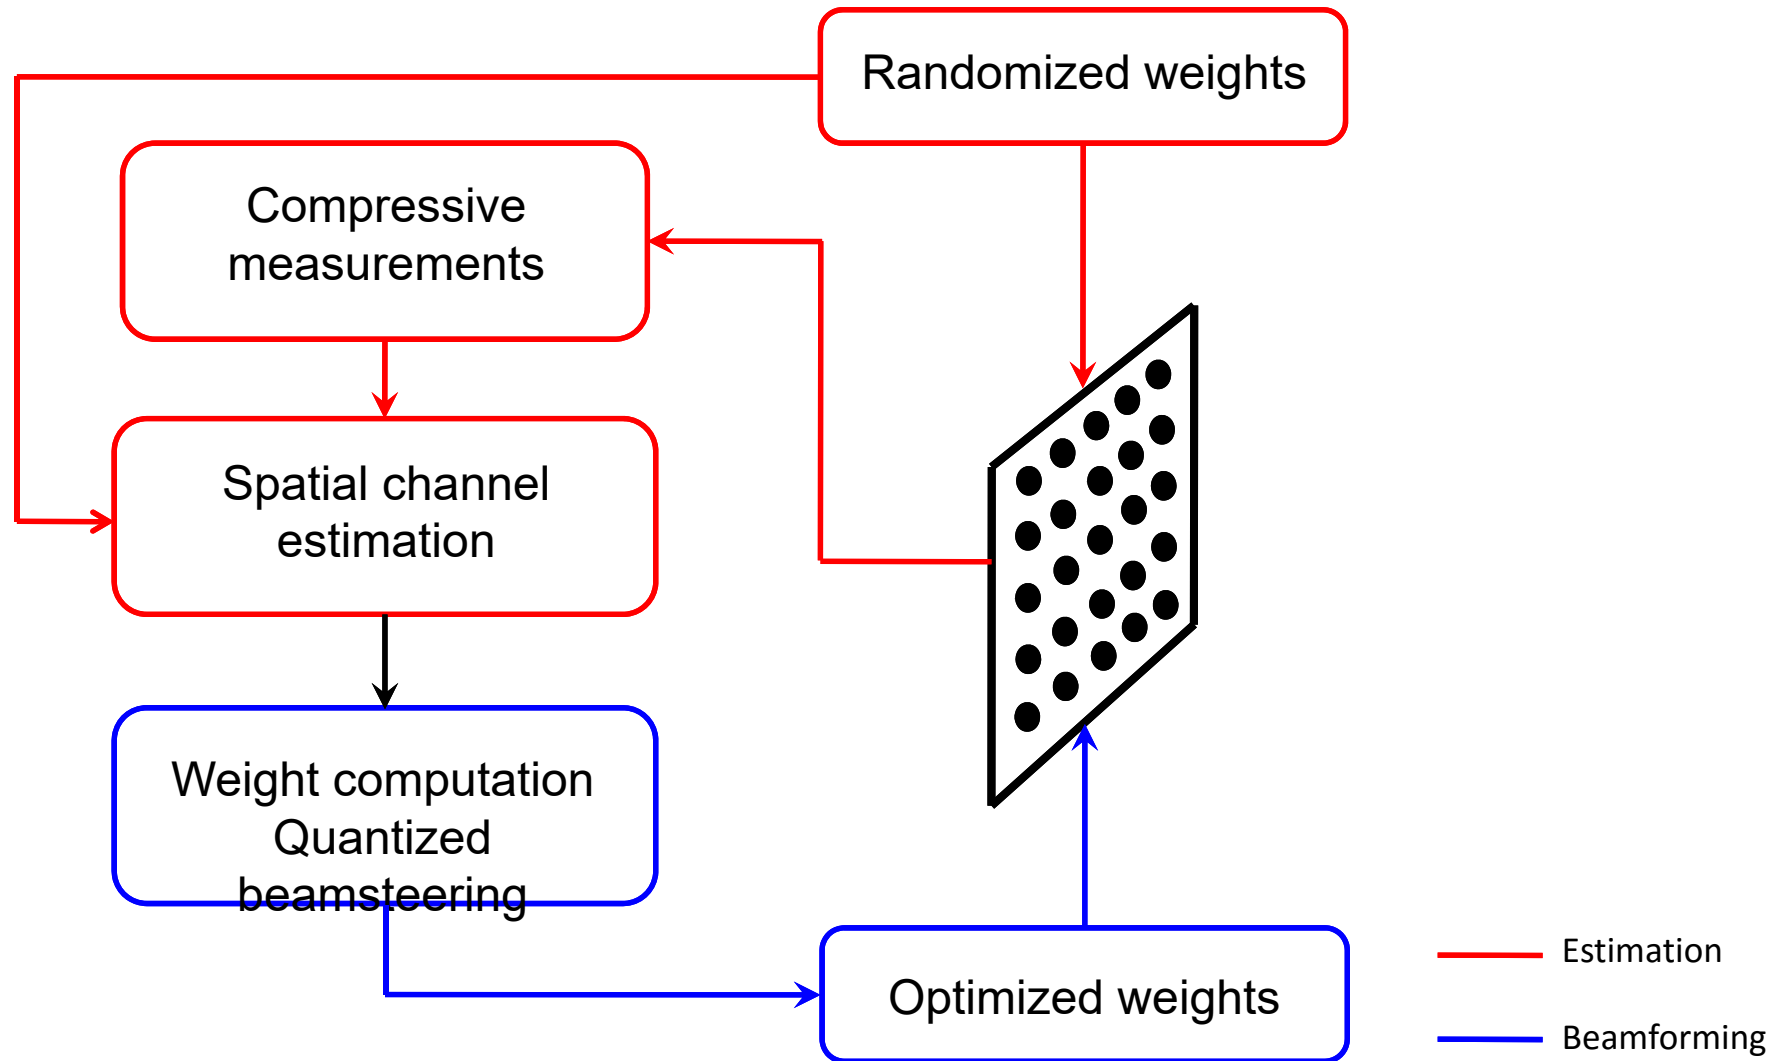 Randomized weights
Compressive
measurements
Spatial channel
estimation
Weight computation
Quantized
beamsteering
Optimized weights
Estimation
Beamforming